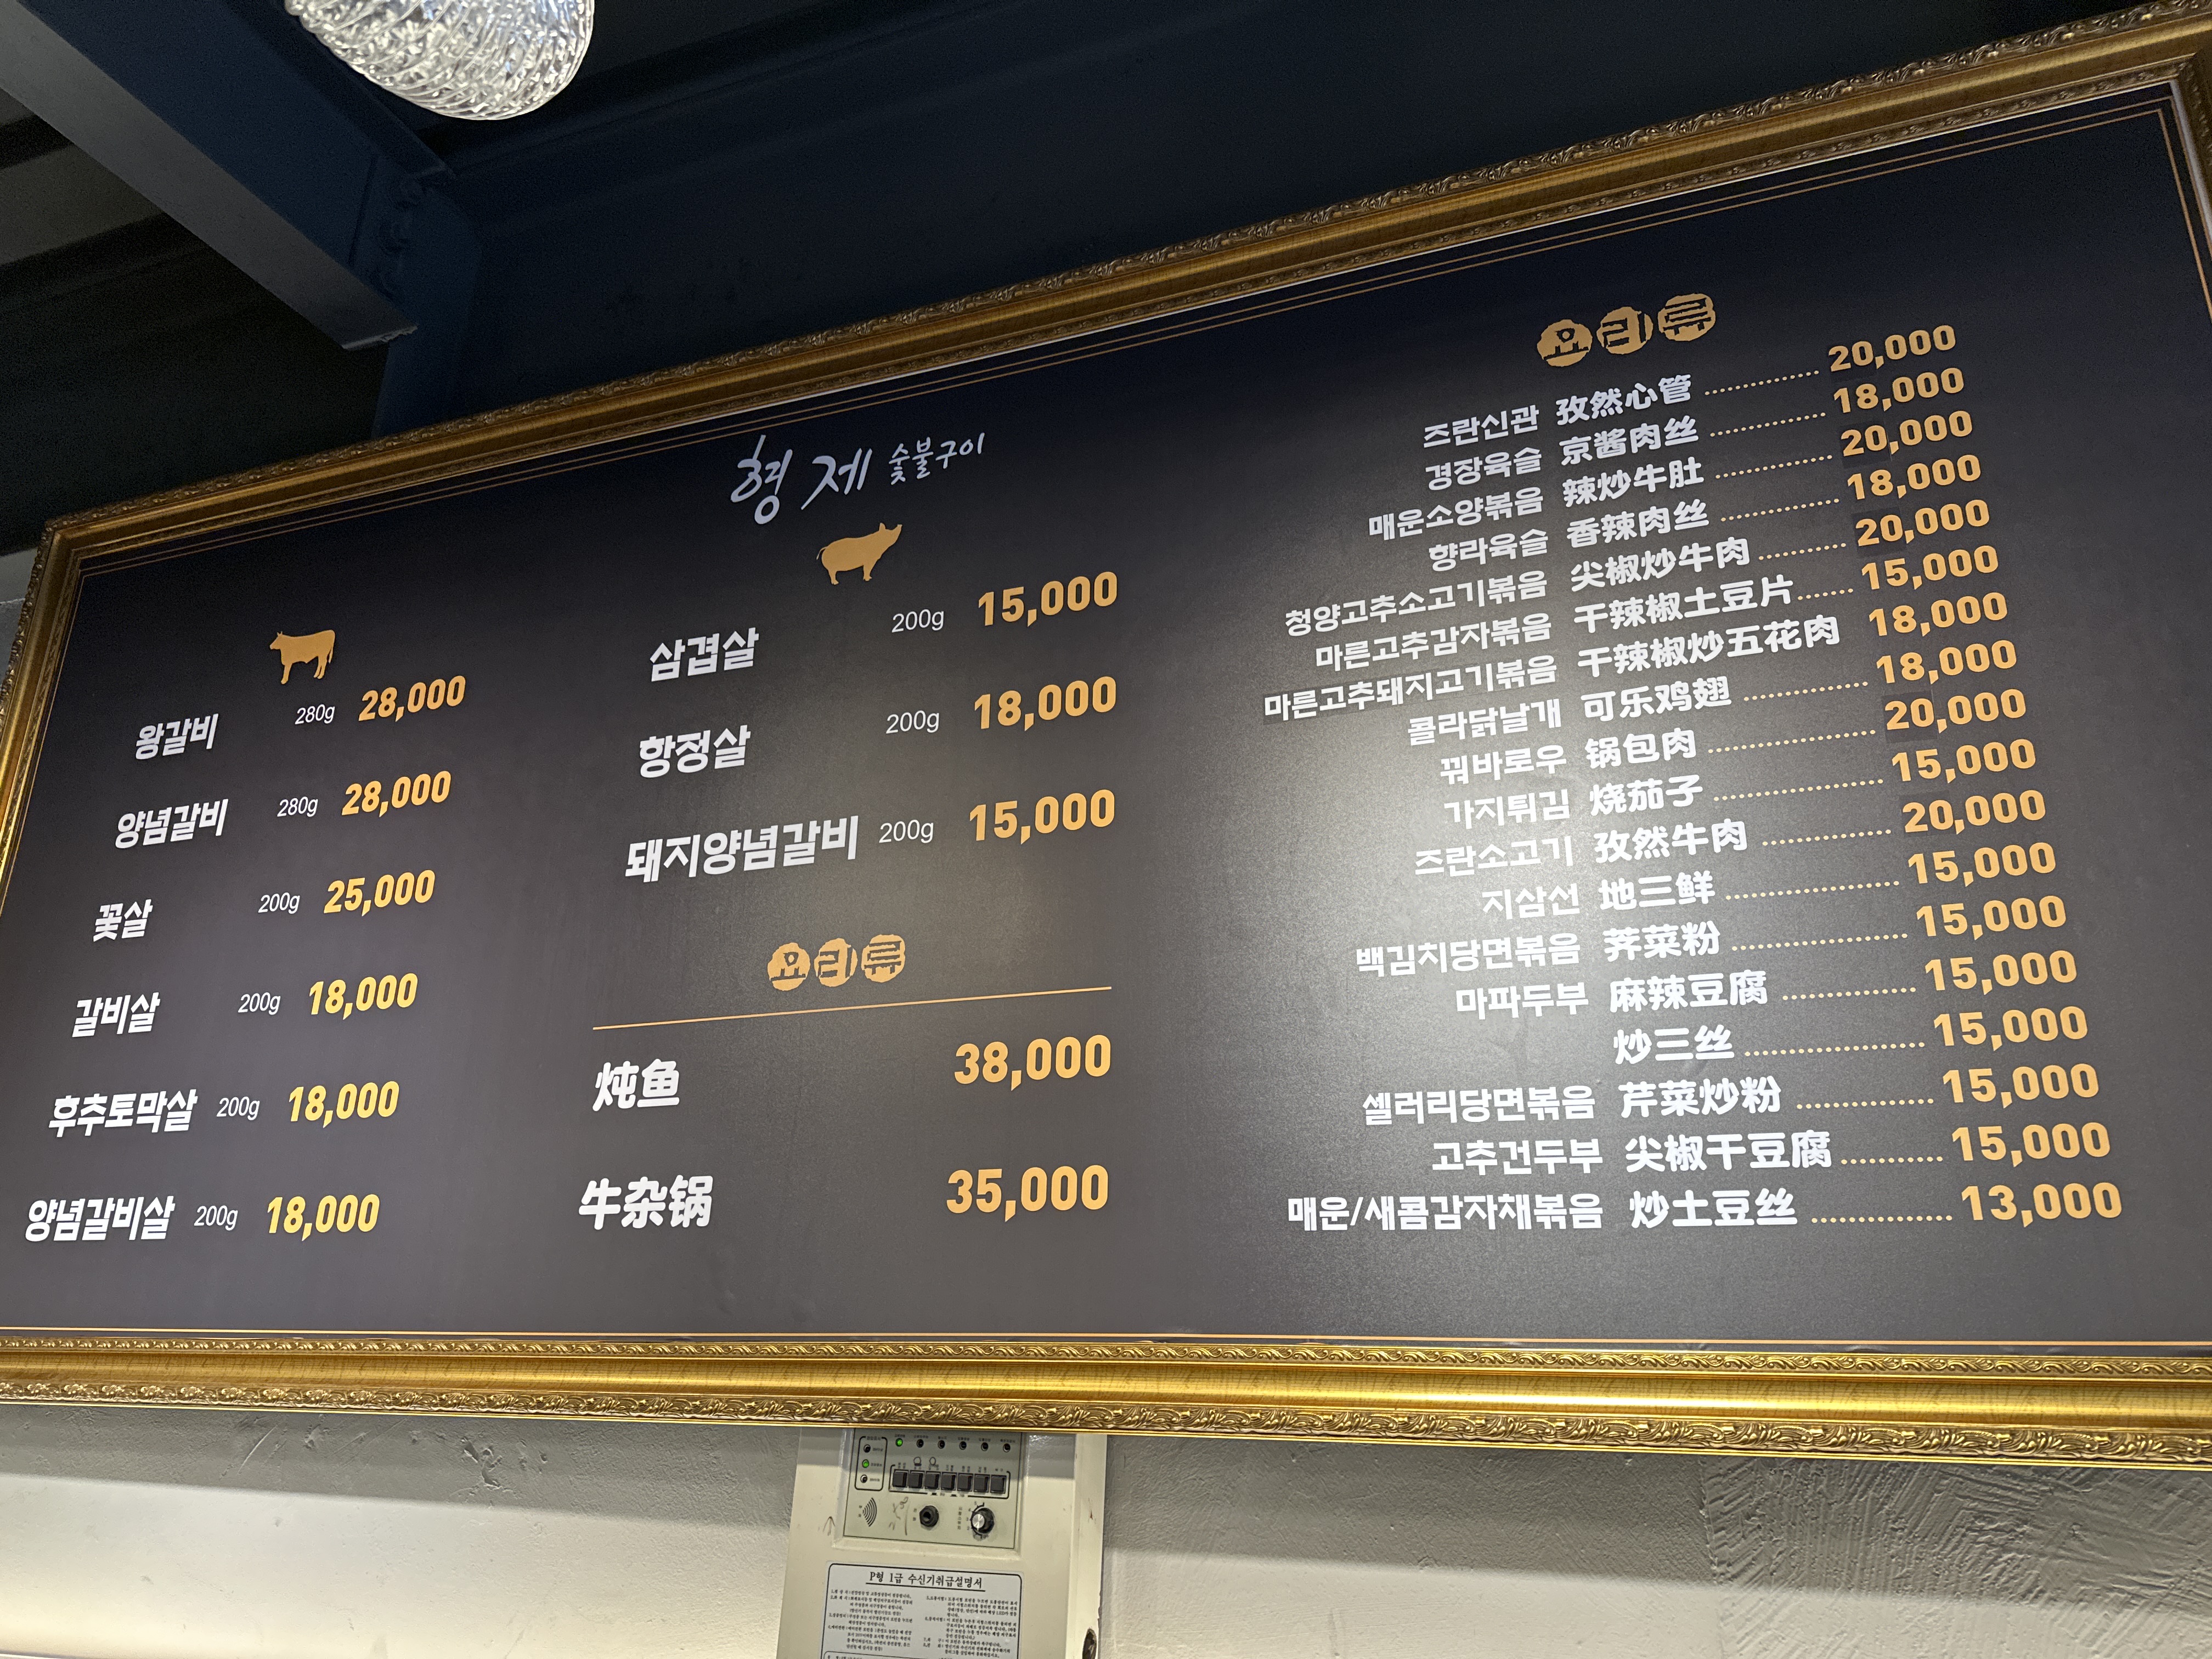 형제 숯불구이
왕갈비 280g 28,000
양념갈비 280g 28,000
꽃살 200g 25,000
갈비살 200g 18,000
후추토막살 200g 18,000
양념갈비살 200g 18,000
삼겹살 200g 15,000
항정살 200g 18,000
돼지양념갈비 200g 15,000
요리류
炖鱼 38,000
牛杂锅 35,000
요리류
즈란신관 孜然心管 20,000
경장육슬 京酱肉丝 18,000
매운소양볶음 辣炒牛肚 20,000
향라육슬 香辣肉丝 18,000
청양고추소고기볶음 尖椒炒牛肉 20,000
마른고추감자볶음 干辣椒土豆片 15,000
마른고추돼지고기볶음 干辣椒炒五花肉 18,000
콜라닭날개 可乐鸡翅 18,000
꿔바로우 锅包肉 20,000
가지튀김 烧茄子 15,000
즈란소고기 孜然牛肉 20,000
지삼선 地三鲜 15,000
백김치당면볶음 荠菜粉 15,000
마파두부 麻辣豆腐 15,000
炒三丝 15,000
셀러리당면볶음 芹菜炒粉 15,000
고추건두부 尖椒干豆腐 15,000
매운/새콤감자채볶음 炒土豆丝 13,000
P형 1급 수신기취급설명서